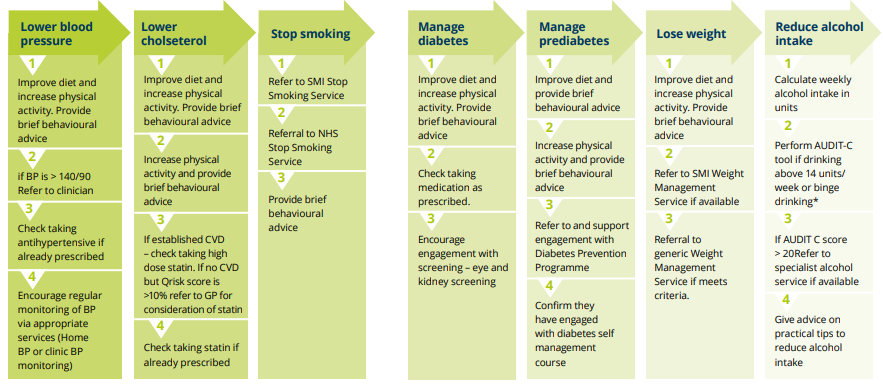 Lower blood
pressure
1
Improve diet and
increase physical
activity. Provide
brief behavioural
advice
2
if BP is > 140/90
Refer to clinician
3
Check taking
antihypertensive if
already prescribed
4
Encourage regular
monitoring of BP
via appropriate
services (Home
BP or clinic BP
monitoring)
Lower
cholseterol
1
Improve diet and
increase physical
activity. Provide brief
behavioural advice
2
Increase physical
activity and provide
brief behavioural
advice
3
If established CVD
– check taking high
dose statin. If no CVD
but Qrisk score is
>10% refer to GP for
consideration of statin
4
Check taking statin if
already prescribed
Stop smoking
1
Refer to SMI Stop
Smoking Service
2
Referral to NHS
Stop Smoking
Service
3
Provide brief
behavioural
advice
Manage
diabetes
1
Improve diet and
increase physical
activity. Provide
brief behavioural
advice
2
Check taking
medication as
prescribed.
3
Encourage
engagement with
screening – eye and
kidney screening
Manage
prediabetes
1
Improve diet and
provide brief
behavioural advice
2
Increase physical
activity and provide
brief behavioural
advice
3
Refer to and support
engagement with
Diabetes Prevention
Programme
4
Confirm they
have engaged
with diabetes self
management
course
Lose weight
1
Improve diet and
increase physical
activity. Provide
brief behavioural
advice
2
Refer to SMI Weight
Management
Service if available
3
Referral to
generic Weight
Management
Service if meets
criteria.
Reduce alcohol
intake
1
Calculate weekly
alcohol intake in
units
2
Perform AUDIT-C
tool if drinking
above 14 units/
week or binge
drinking*
3
If AUDIT C score
> 20Refer to
specialist alcohol
service if available
4
Give advice on
practical tips to
reduce alcohol
intake